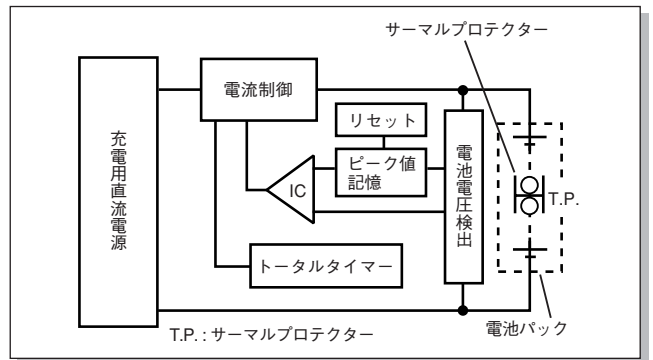 サーマルプロテクター
電流制御
リセット
充電用直流電源
ピーク値
記憶
電池電圧検出
IC
T.P.
トータルタイマー
T.P. : サーマルプロテクター
電池パック